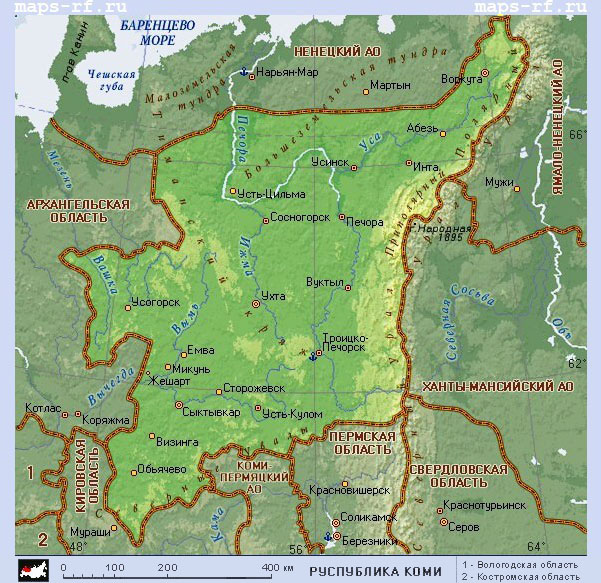 maps-rf.ru
maps-rf.ru
БАРЕНЦЕВО
МОРЕ
п-ов Канин
Чешская
губа
НЕНЕЦКИЙ АО
Нарьян-Мар
Малоземельская
тундра
Большеземельская тундра
Мартын
Воркута
Полярный
Урал
ЯМАЛО-НЕНЕЦКИЙ АО
66°
Печора
Абезь
Уса
Усинск
Инта
Мезень
Усть-Цильма
Мужи
АРХАНГЕЛЬСКАЯ
ОБЛАСТЬ
Тиманский кряж
Сосногорск
Печора
Приполярный
Урал
г.Народная
1895
Ижма
Вашка
Вуктыл
Усогорск
Ухта
Вымь
Северная Сосьва
Обь
Троицко-
Печорск
Емва
Микунь
62°
Жешарт
Вычегда
Сторожевск
ХАНТЫ-МАНСИЙСКИЙ АО
Котлас
Коряжма
Сыктывкар
Усть-Кулом
Визинга
ПЕРМСКАЯ
ОБЛАСТЬ
КИРОВСКАЯ
ОБЛАСТЬ
Объячево
Северные Увалы
КОМИ-
ПЕРМЯЦКИЙ
АО
СВЕРДЛОВСКАЯ
ОБЛАСТЬ
1
Красновишерск
Кама
Краснотурьинск
Соликамск
Серов
Мураши
2
48°
56°
Березники
64°
0 100 200 400 км
РУСПУБЛИКА КОМИ
1 - Вологодская область
2 - Костромская область